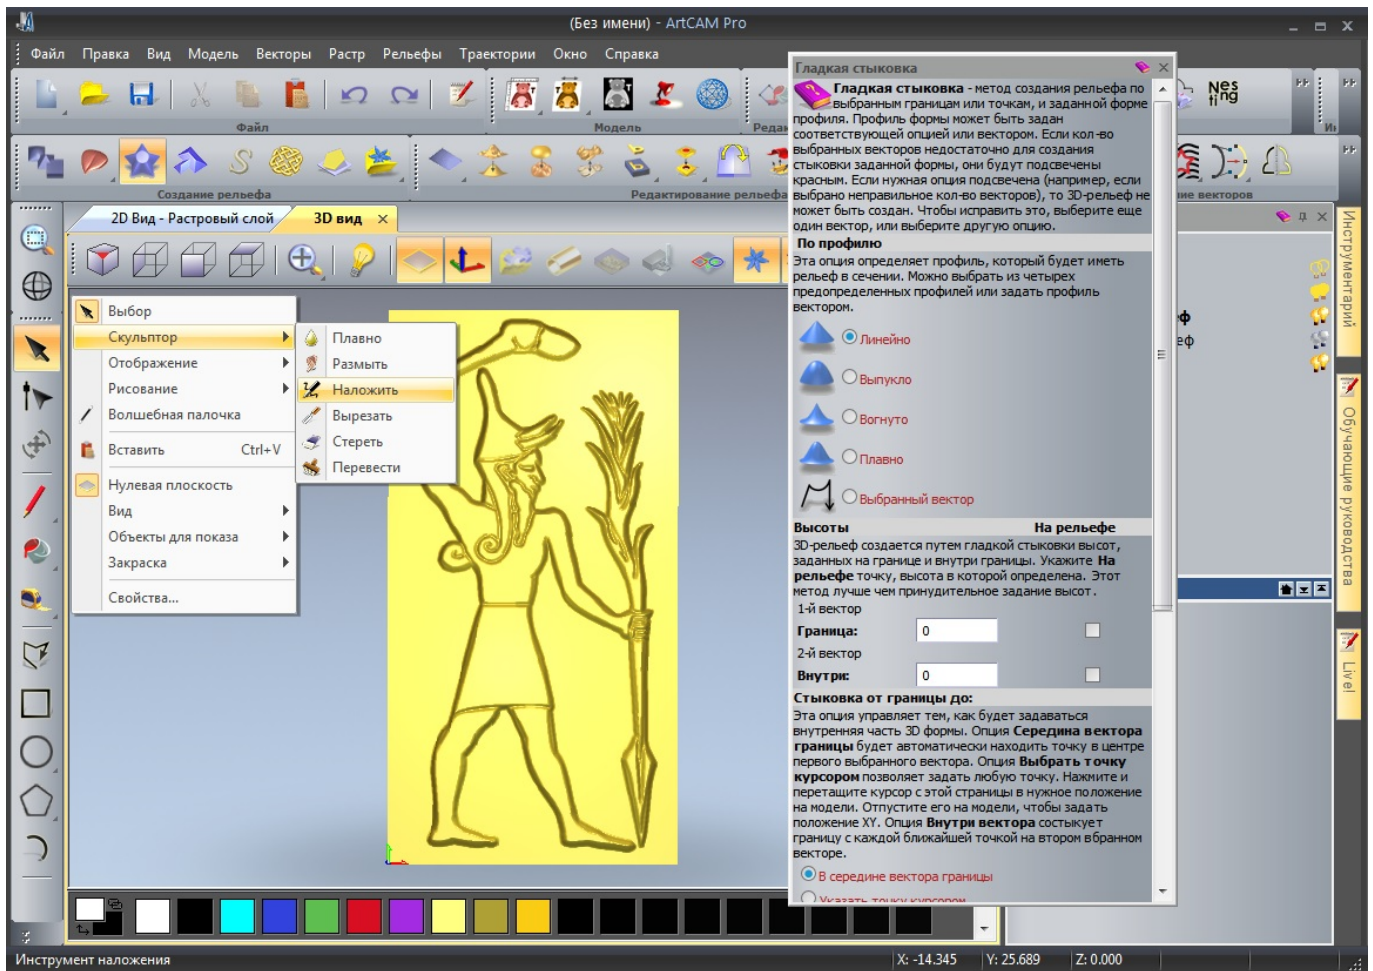 (Без имени) - ArtCAM Pro
Файл Правка Вид Модель Векторы Растр Рельефы Траектории Окно Справка
Nes
ting
Файл
Модель
Создание рельефа
Редактирование рельефа
ние векторов
2D Вид - Растровый слой
3D вид
Выбор
Скульптор
Отображение
Рисование
Волшебная палочка
Вставить Ctrl+V
Нулевая плоскость
Вид
Объекты для показа
Закраска
Свойства...
Плавно
Размыть
Наложить
Вырезать
Стереть
Перевести
Гладкая стыковка
Гладкая стыковка - метод создания рельефа по
выбранным границам или точкам, и заданной форме
профиля. Профиль формы может быть задан
соответствующей опцией или вектором. Если кол-во
выбранных векторов недостаточно для создания
стыковки заданной формы, они будут подсвечены
красным. Если нужная опция подсвечена (например, если
выбрано неправильное кол-во векторов), то 3D-рельеф не
может быть создан. Чтобы исправить это, выберите еще
один вектор, или выберите другую опцию.
По профилю
Эта опция определяет профиль, который будет иметь
рельеф в сечении. Можно выбрать из четырех
предопределенных профилей или задать профиль
вектором.
Линейно
Выпукло
Вогнуто
Плавно
Выбранный вектор
Высоты На рельефе
3D-рельеф создается путем гладкой стыковки высот,
заданных на границе и внутри границы. Укажите На
рельефе точку, высота в которой определена. Этот
метод лучше чем принудительное задание высот.
1-й вектор
Граница: 0
2-й вектор
Внутри: 0
Стыковка от границы до:
Эта опция управляет тем, как будет задаваться
внутренняя часть 3D формы. Опция Середина вектора
границы будет автоматически находить точку в центре
первого выбранного вектора. Опция Выбрать точку
курсором позволяет задать любую точку. Нажмите и
перетащите курсор с этой страницы в нужное положение
на модели. Отпустите его на модели, чтобы задать
положение XY. Опция Внутри вектора состыкует
границу с каждой ближайшей точкой на втором вбранном
векторе.
В середине вектора границы
Указать точку курсором
Инструментарий
Обучающие руководства
Live!
Инструмент наложения
X: -14.345 Y: 25.689 Z: 0.000